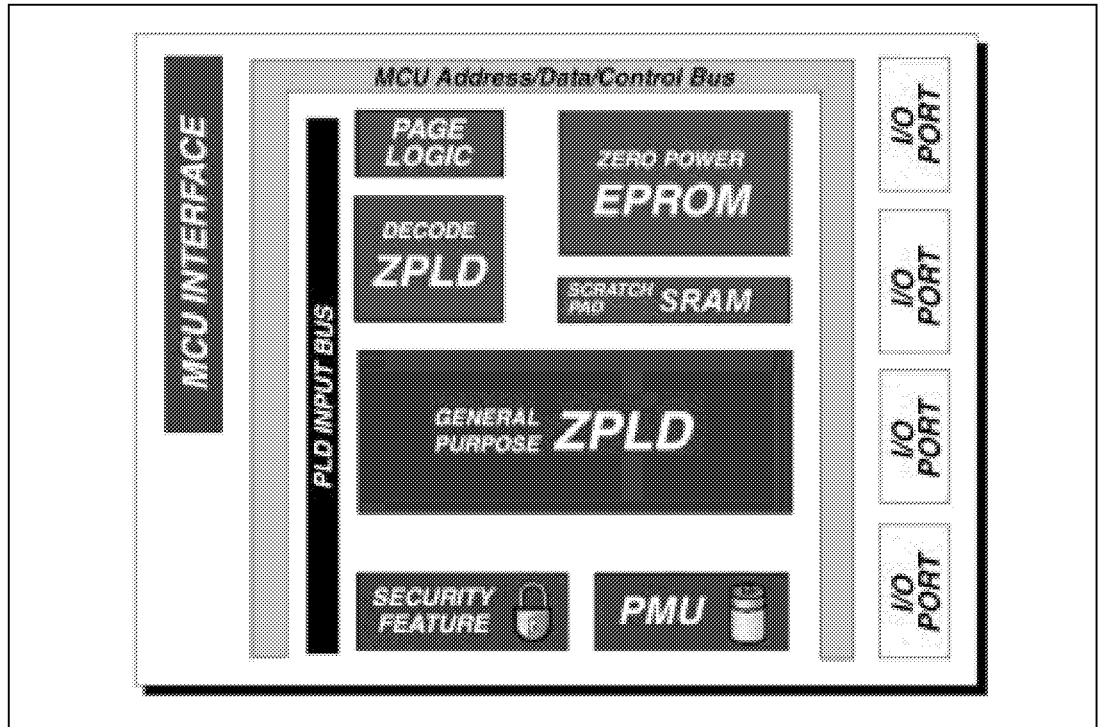 MCU Address/Data/Control Bus
MCU INTERFACE
PLD INPUT BUS
PAGE
LOGIC
DECODE
ZPLD
ZERO POWER
EPROM
SCRATCH
PAD
SRAM
GENERAL
PURPOSE
ZPLD
SECURITY
FEATURE
PMU
I/O
PORT
I/O
PORT
I/O
PORT
I/O
PORT